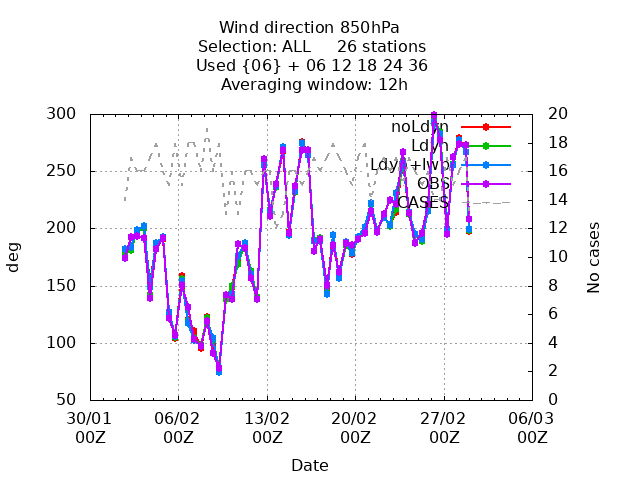 Wind direction 850hPa
Selection: ALL 26 stations
Used {06} + 06 12 18 24 36
Averaging window: 12h
300
250
200
150
100
50
deg
20
18
16
14
12
10
8
6
4
2
0
No cases
noLdyn
Ldyn
Ldyn+lwb
OBS
CASES
30/01 06/02 13/02 20/02 27/02 06/03
00Z 00Z 00Z 00Z 00Z 00Z
Date